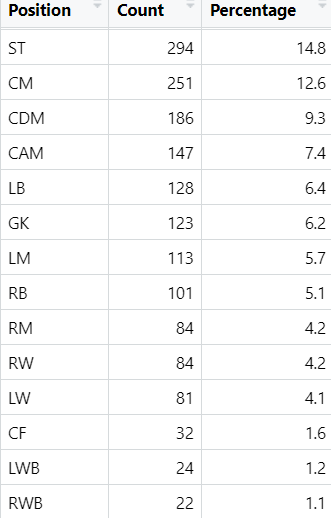 Position Count Percentage
ST 294 14.8
CM 251 12.6
CDM 186 9.3
CAM 147 7.4
LB 128 6.4
GK 123 6.2
LM 113 5.7
RB 101 5.1
RM 84 4.2
RW 84 4.2
LW 81 4.1
CF 32 1.6
LWB 24 1.2
RWB 22 1.1